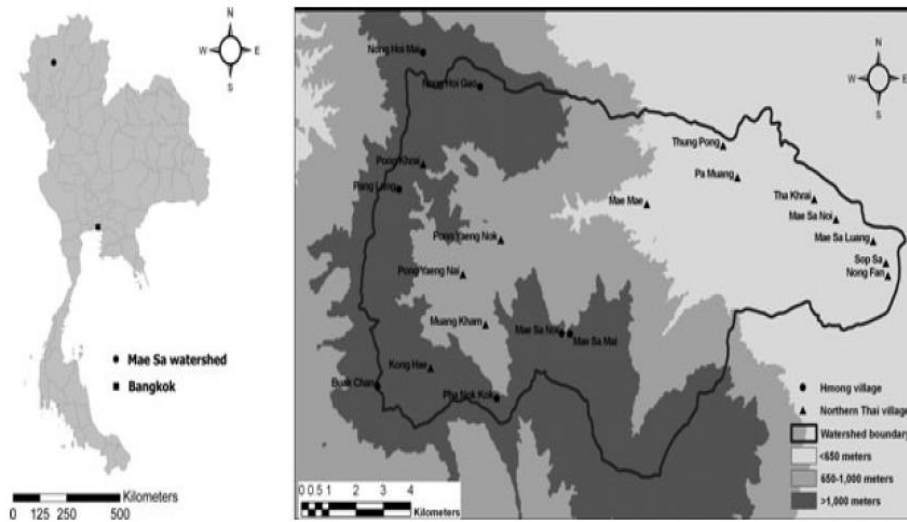 N
W E
S
Mae Sa watershed
Bangkok
Kilometers
0 125 250 500
N
W E
S
Nong Hoi Mai
Nong Hoi Gao
Thung Pong
Pong Khrai
Pa Muang
Pang Lung
Tha Khrai
Mae Mae
Mae Sa Noi
Pong Yaeng Nok
Mae Sa Luang
Sop Sa
Pong Yaeng Nai
Nong Fan
Muang Kham
Mae Sa Noi
Mae Sa Mai
Kong Hae
Buak Chan
Pha Nok Kok
Hmong village
Northern Thai village
Watershed boundary
<650 meters
650-1,000 meters
>1,000 meters
0 0.5 1 2 3 4
Kilometers